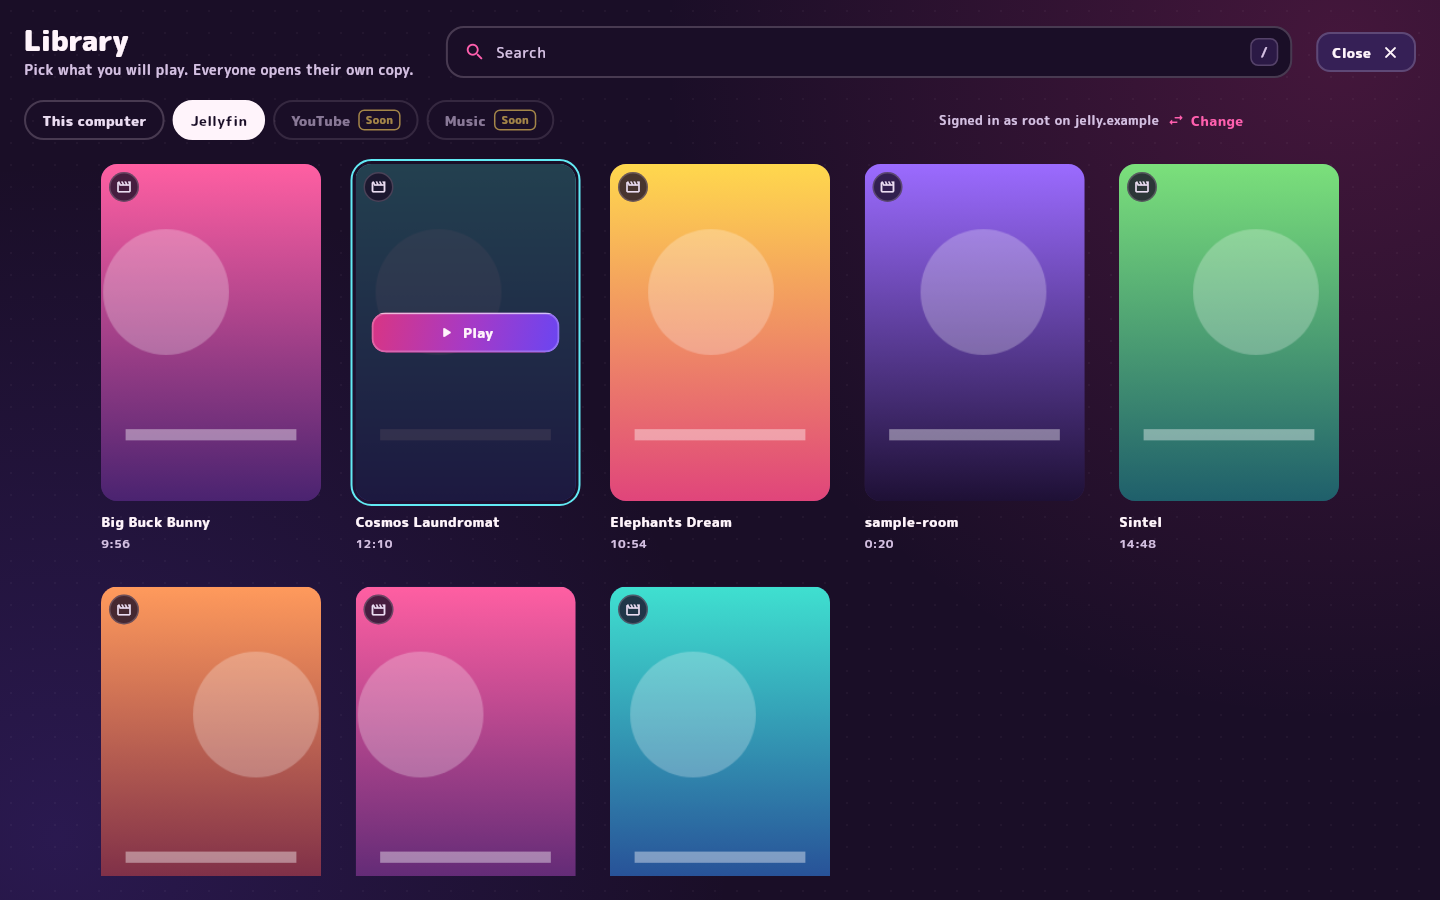 Library
Pick what you will play. Everyone opens their own copy.
Search
/
Close
This computer
Jellyfin
YouTube Soon
Music Soon
Signed in as root on jelly.example
Change
Play
Big Buck Bunny
9:56
Cosmos Laundromat
12:10
Elephants Dream
10:54
sample-room
0:20
Sintel
14:48